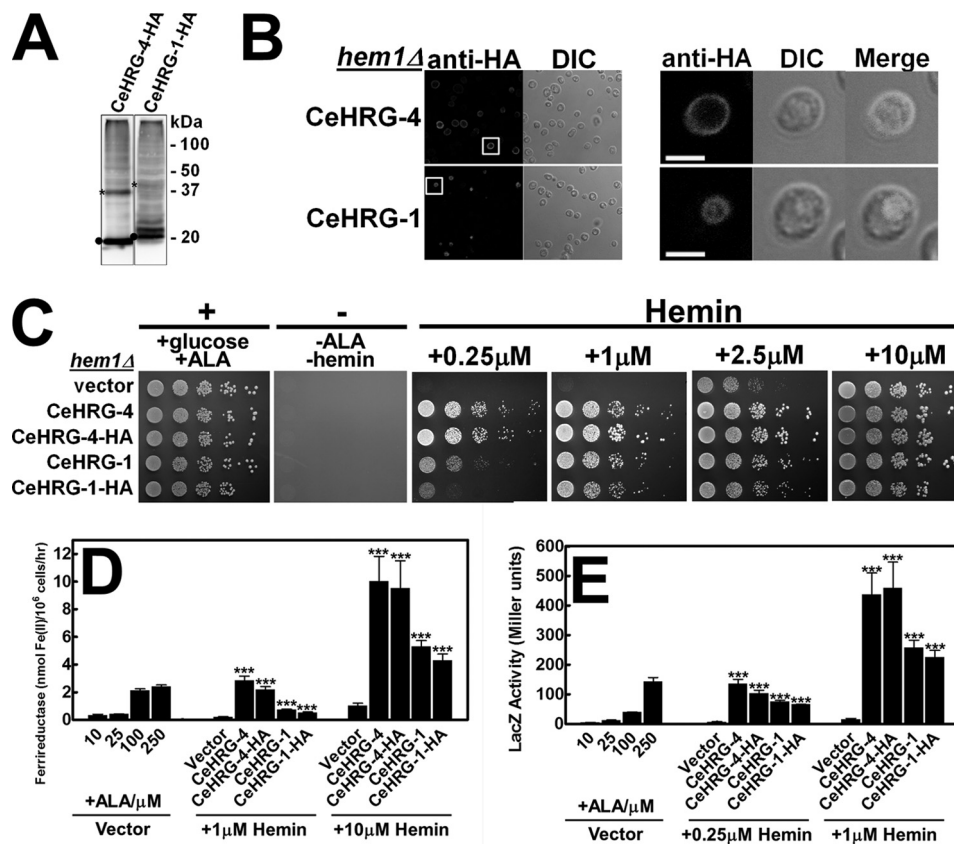 A
CeHRG-4-HA
CeHRG-1-HA
kDa
- 100
- 50
- 37
- 20
*
*
B
hem1Δ anti-HA DIC
anti-HA DIC Merge
CeHRG-4
CeHRG-1
C
+ - Hemin
hem1Δ
+glucose
+ALA
-ALA
-hemin
+0.25μM +1μM +2.5μM +10μM
vector
CeHRG-4
CeHRG-4-HA
CeHRG-1
CeHRG-1-HA
D
Ferrireductase (nmol Fe(II)/10⁶ cells/hr)
12
10
8
6
4
2
0
*** *** *** ***
*** *** *** ***
10 25 100 250
Vector CeHRG-4 CeHRG-4-HA CeHRG-1 CeHRG-1-HA
Vector CeHRG-4 CeHRG-4-HA CeHRG-1 CeHRG-1-HA
+ALA/μM
Vector
+1μM Hemin
+10μM Hemin
E
LacZ Activity (Miller units)
600
500
400
300
200
100
0
*** *** *** ***
*** *** *** ***
10 25 100 250
Vector CeHRG-4 CeHRG-4-HA CeHRG-1 CeHRG-1-HA
Vector CeHRG-4 CeHRG-4-HA CeHRG-1 CeHRG-1-HA
+ALA/μM
Vector
+0.25μM Hemin
+1μM Hemin